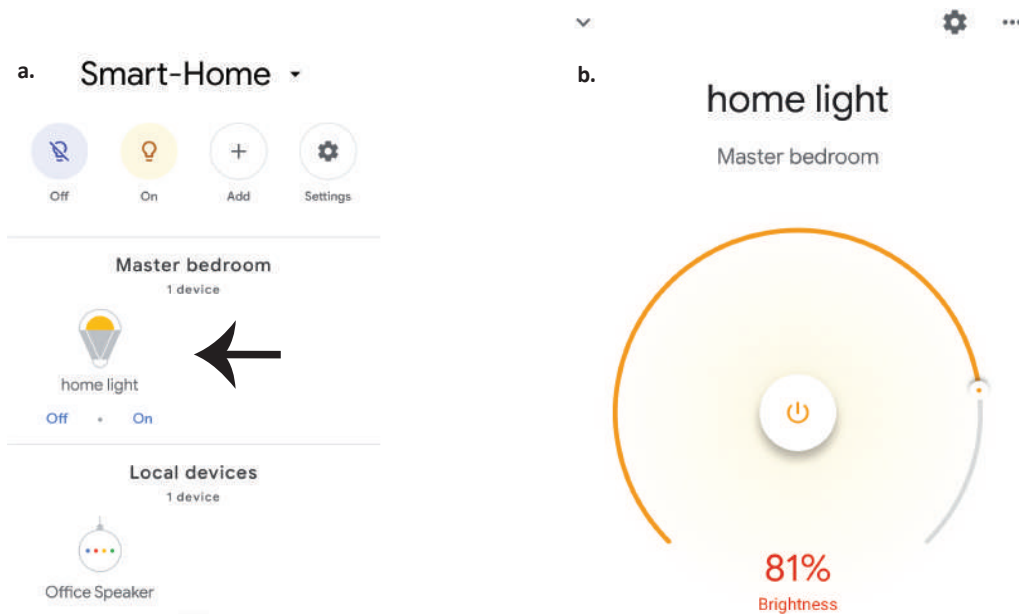 a.
Smart-Home
Off
On
Add
Settings
Master bedroom
1 device
home light
Off • On
Local devices
1 device
Office Speaker
b.
home light
Master bedroom
81%
Brightness